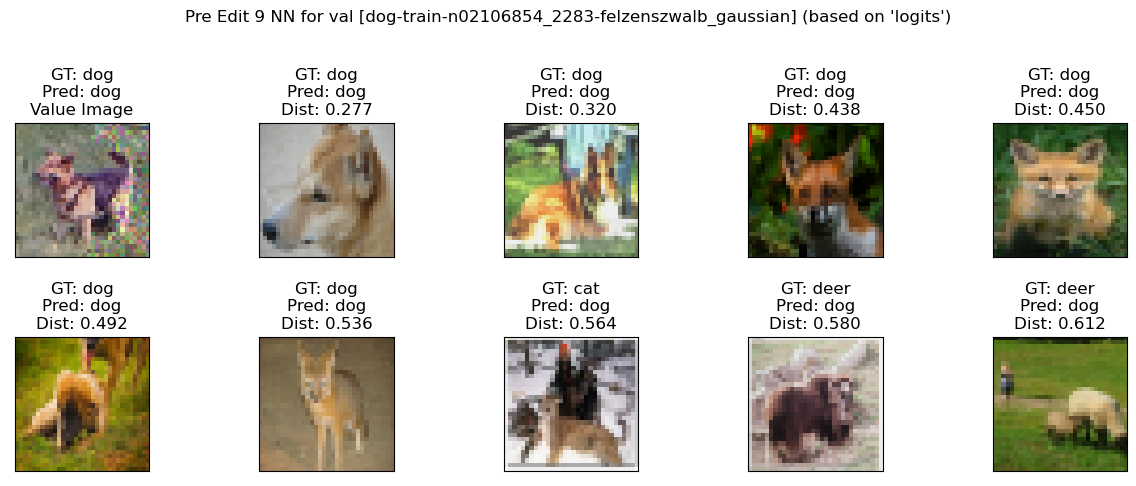 Pre Edit 9 NN for val [dog-train-n02106854_2283-felzenszwalb_gaussian] (based on 'logits')
GT: dog
Pred: dog
Value Image
GT: dog
Pred: dog
Dist: 0.277
GT: dog
Pred: dog
Dist: 0.320
GT: dog
Pred: dog
Dist: 0.438
GT: dog
Pred: dog
Dist: 0.450
GT: dog
Pred: dog
Dist: 0.492
GT: dog
Pred: dog
Dist: 0.536
GT: cat
Pred: dog
Dist: 0.564
GT: deer
Pred: dog
Dist: 0.580
GT: deer
Pred: dog
Dist: 0.612